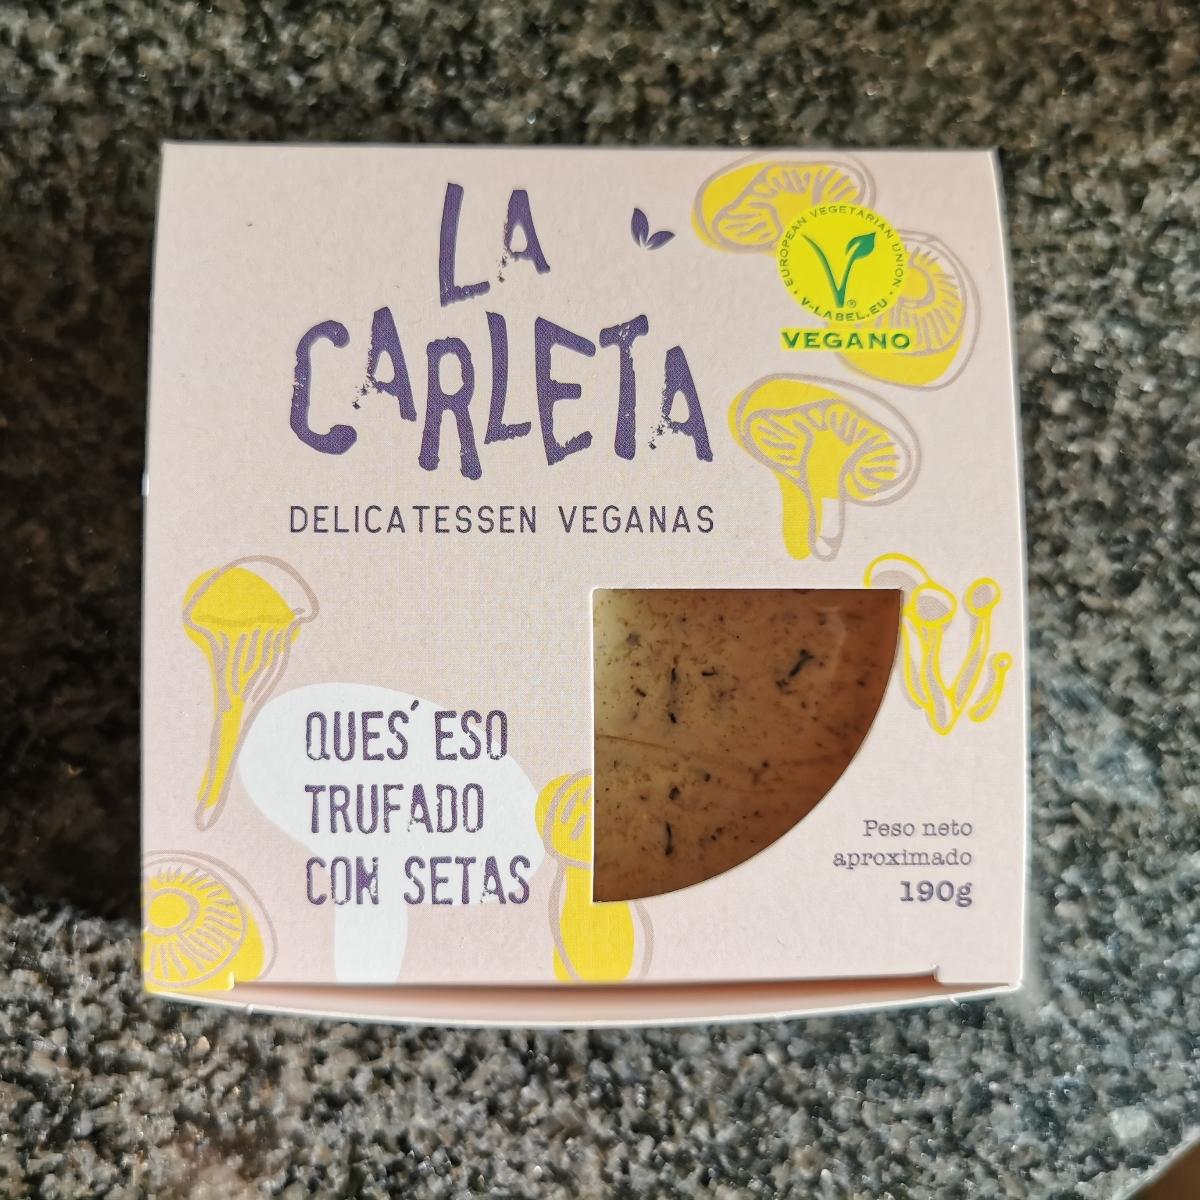 LA
CARLETA
DELICATESSEN VEGANAS
EUROPEAN VEGETARIAN UNION
V-LABEL.EU
VEGANO
QUES´ESO
TRUFADO
CON SETAS
Peso neto
aproximado
190g